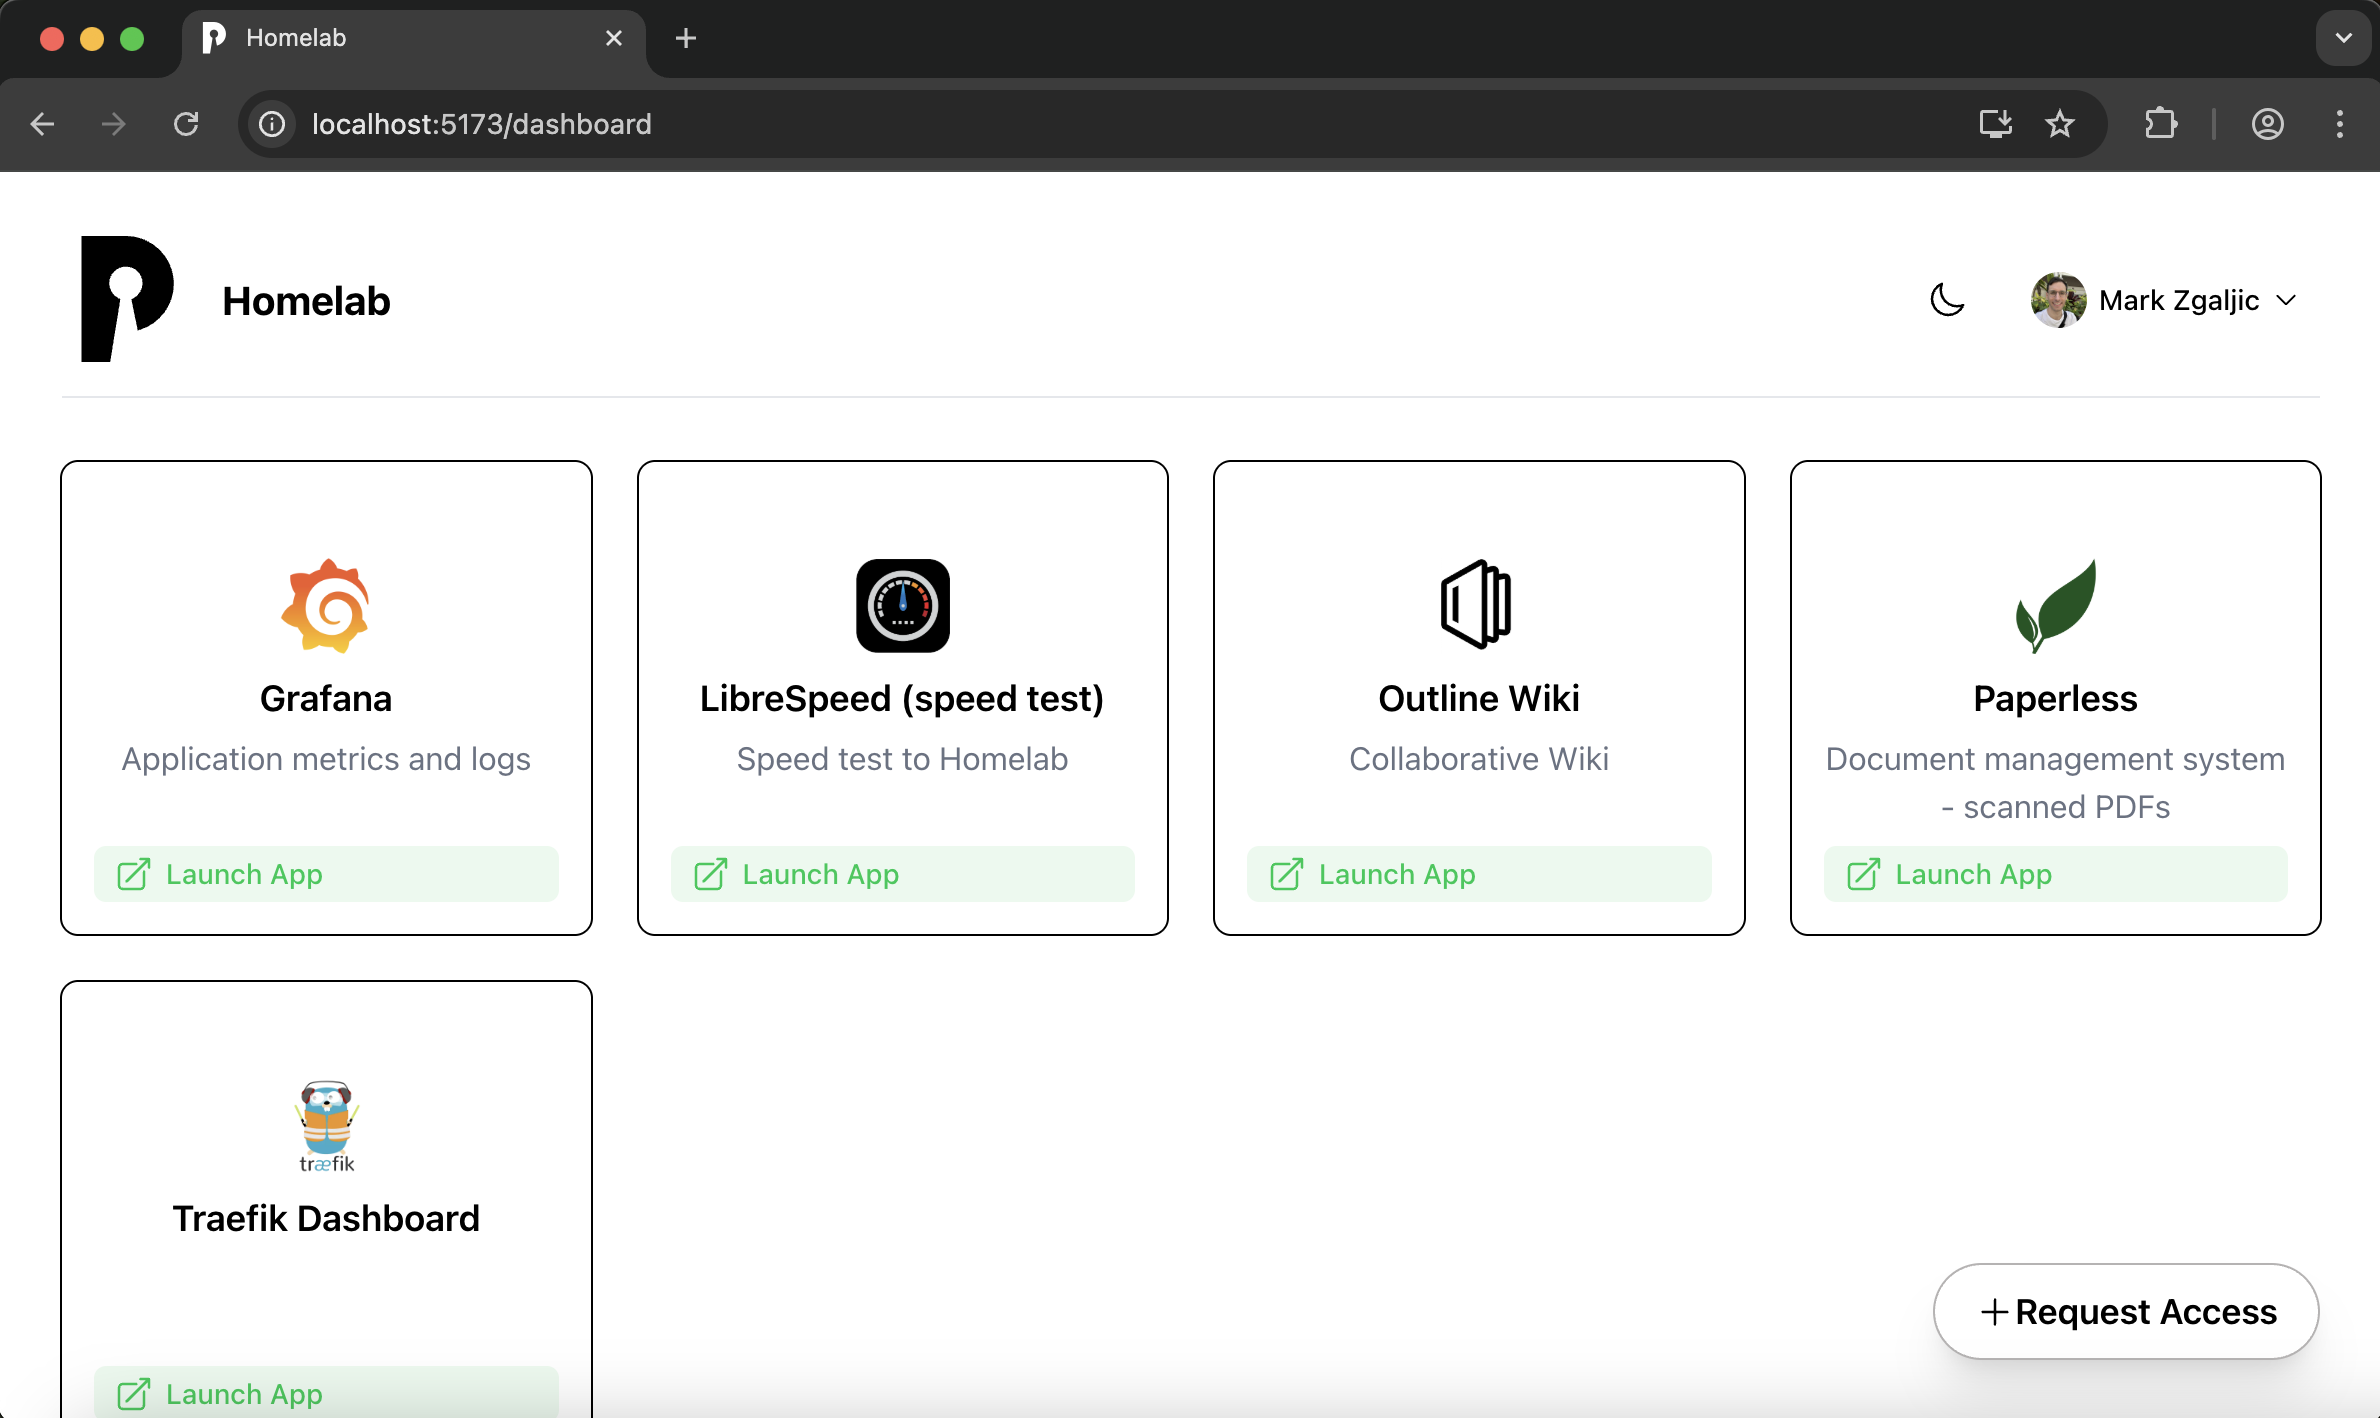 Homelab
localhost:5173/dashboard
Homelab
Mark Zgaljic
Grafana
Application metrics and logs
Launch App
LibreSpeed (speed test)
Speed test to Homelab
Launch App
Outline Wiki
Collaborative Wiki
Launch App
Paperless
Document management system
- scanned PDFs
Launch App
træfik
Traefik Dashboard
Launch App
Request Access